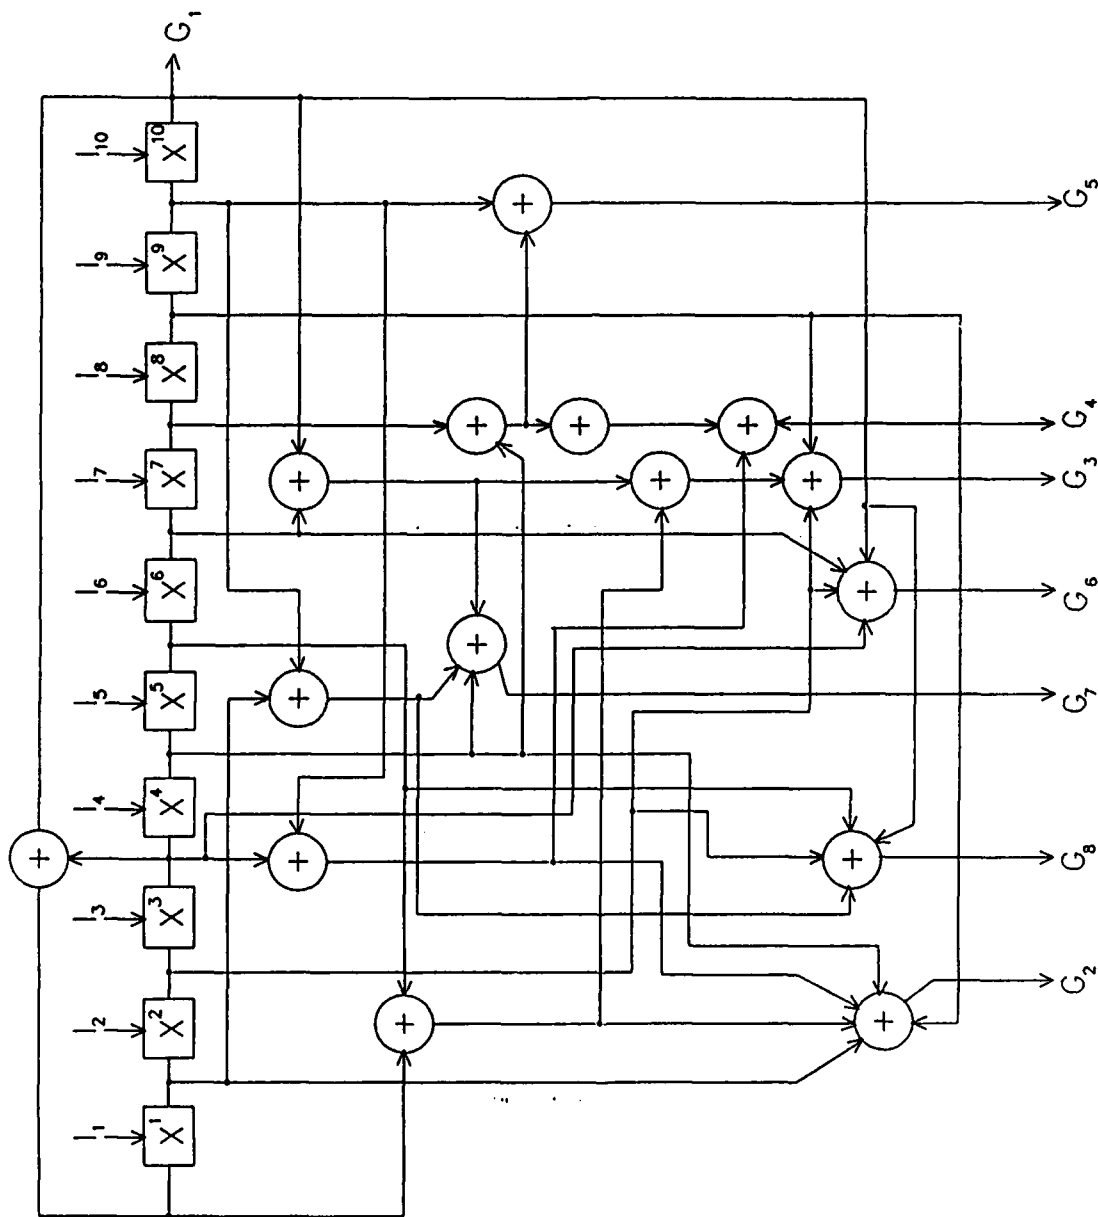 I₁ I₂ I₃ I₄ I₅ I₆ I₇ I₈ I₉ I₁₀
X¹ X² X³ X⁴ X⁵ X⁶ X⁷ X⁸ X⁹ X¹⁰
G₁
G₂ G₈ G₇ G₆ G₃ G₄ G₅